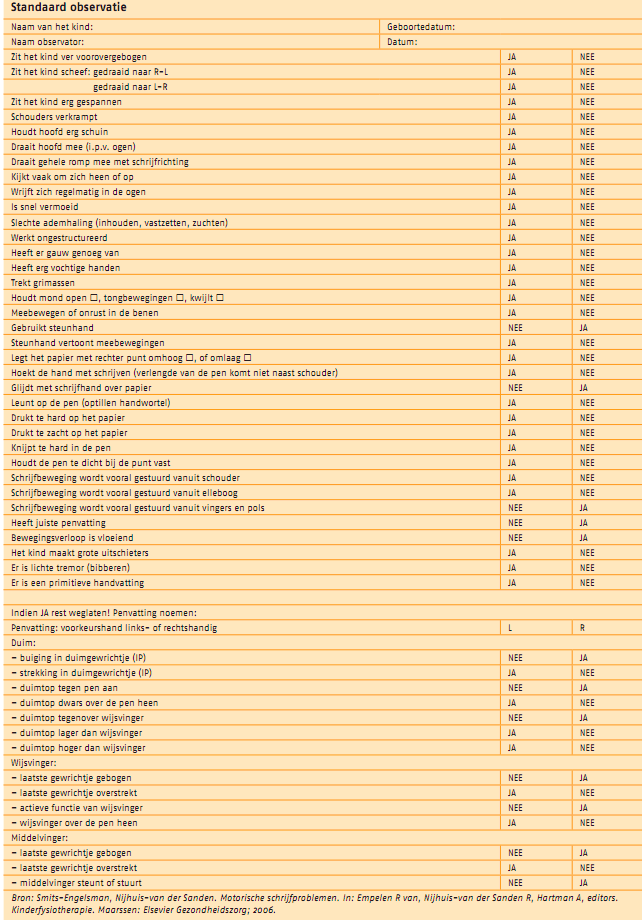 Standaard observatie
Naam van het kind: Geboortedatum:
Naam observator: Datum:
Zit het kind ver voorovergebogen JA NEE
Zit het kind scheef: gedraaid naar R-L JA NEE
gedraaid naar L-R JA NEE
Zit het kind erg gespannen JA NEE
Schouders verkrampt JA NEE
Houdt hoofd erg schuin JA NEE
Draait hoofd mee (i.p.v. ogen) JA NEE
Draait gehele romp mee met schrijfrichting JA NEE
Kijkt vaak om zich heen of op JA NEE
Wrijft zich regelmatig in de ogen JA NEE
Is snel vermoeid JA NEE
Slechte ademhaling (inhouden, vastzetten, zuchten) JA NEE
Werkt ongestructureerd JA NEE
Heeft er gauw genoeg van JA NEE
Heeft erg vochtige handen JA NEE
Trekt grimassen JA NEE
Houdt mond open □, tongbewegingen □, kwijlt □ JA NEE
Meebewegen of onrust in de benen JA NEE
Gebruikt steunhand NEE JA
Steunhand vertoont meebewegingen JA NEE
Legt het papier met rechter punt omhoog □, of omlaag □ JA NEE
Hoekt de hand met schrijven (verlengde van de pen komt niet naast schouder) JA NEE
Glijdt met schrijfhand over papier NEE JA
Leunt op de pen (optillen handwortel) JA NEE
Drukt te hard op het papier JA NEE
Drukt te zacht op het papier JA NEE
Knijpt te hard in de pen JA NEE
Houdt de pen te dicht bij de punt vast JA NEE
Schrijfbeweging wordt vooral gestuurd vanuit schouder JA NEE
Schrijfbeweging wordt vooral gestuurd vanuit elleboog JA NEE
Schrijfbeweging wordt vooral gestuurd vanuit vingers en pols NEE JA
Heeft juiste penvatting NEE JA
Bewegingsverloop is vloeiend NEE JA
Het kind maakt grote uitschieters JA NEE
Er is lichte tremor (bibberen) JA NEE
Er is een primitieve handvatting JA NEE
Indien JA rest weglaten! Penvatting noemen:
Penvatting: voorkeurshand links- of rechtshandig L R
Duim:
– buiging in duimgewrichtje (IP) NEE JA
– strekking in duimgewrichtje (IP) JA NEE
– duimtop tegen pen aan NEE JA
– duimtop dwars over de pen heen JA NEE
– duimtop tegenover wijsvinger NEE JA
– duimtop lager dan wijsvinger JA NEE
– duimtop hoger dan wijsvinger JA NEE
Wijsvinger:
– laatste gewrichtje gebogen NEE JA
– laatste gewrichtje overstrekt JA NEE
– actieve functie van wijsvinger NEE JA
– wijsvinger over de pen heen JA NEE
Middelvinger:
– laatste gewrichtje gebogen NEE JA
– laatste gewrichtje overstrekt JA NEE
– middelvinger steunt of stuurt NEE JA
Bron: Smits-Engelsman, Nijhuis-van der Sanden. Motorische schrijfproblemen. In: Empelen R van, Nijhuis-van der Sanden R, Hartman A, editors.
Kinderfysiotherapie. Maarssen: Elsevier Gezondheidszorg; 2006.